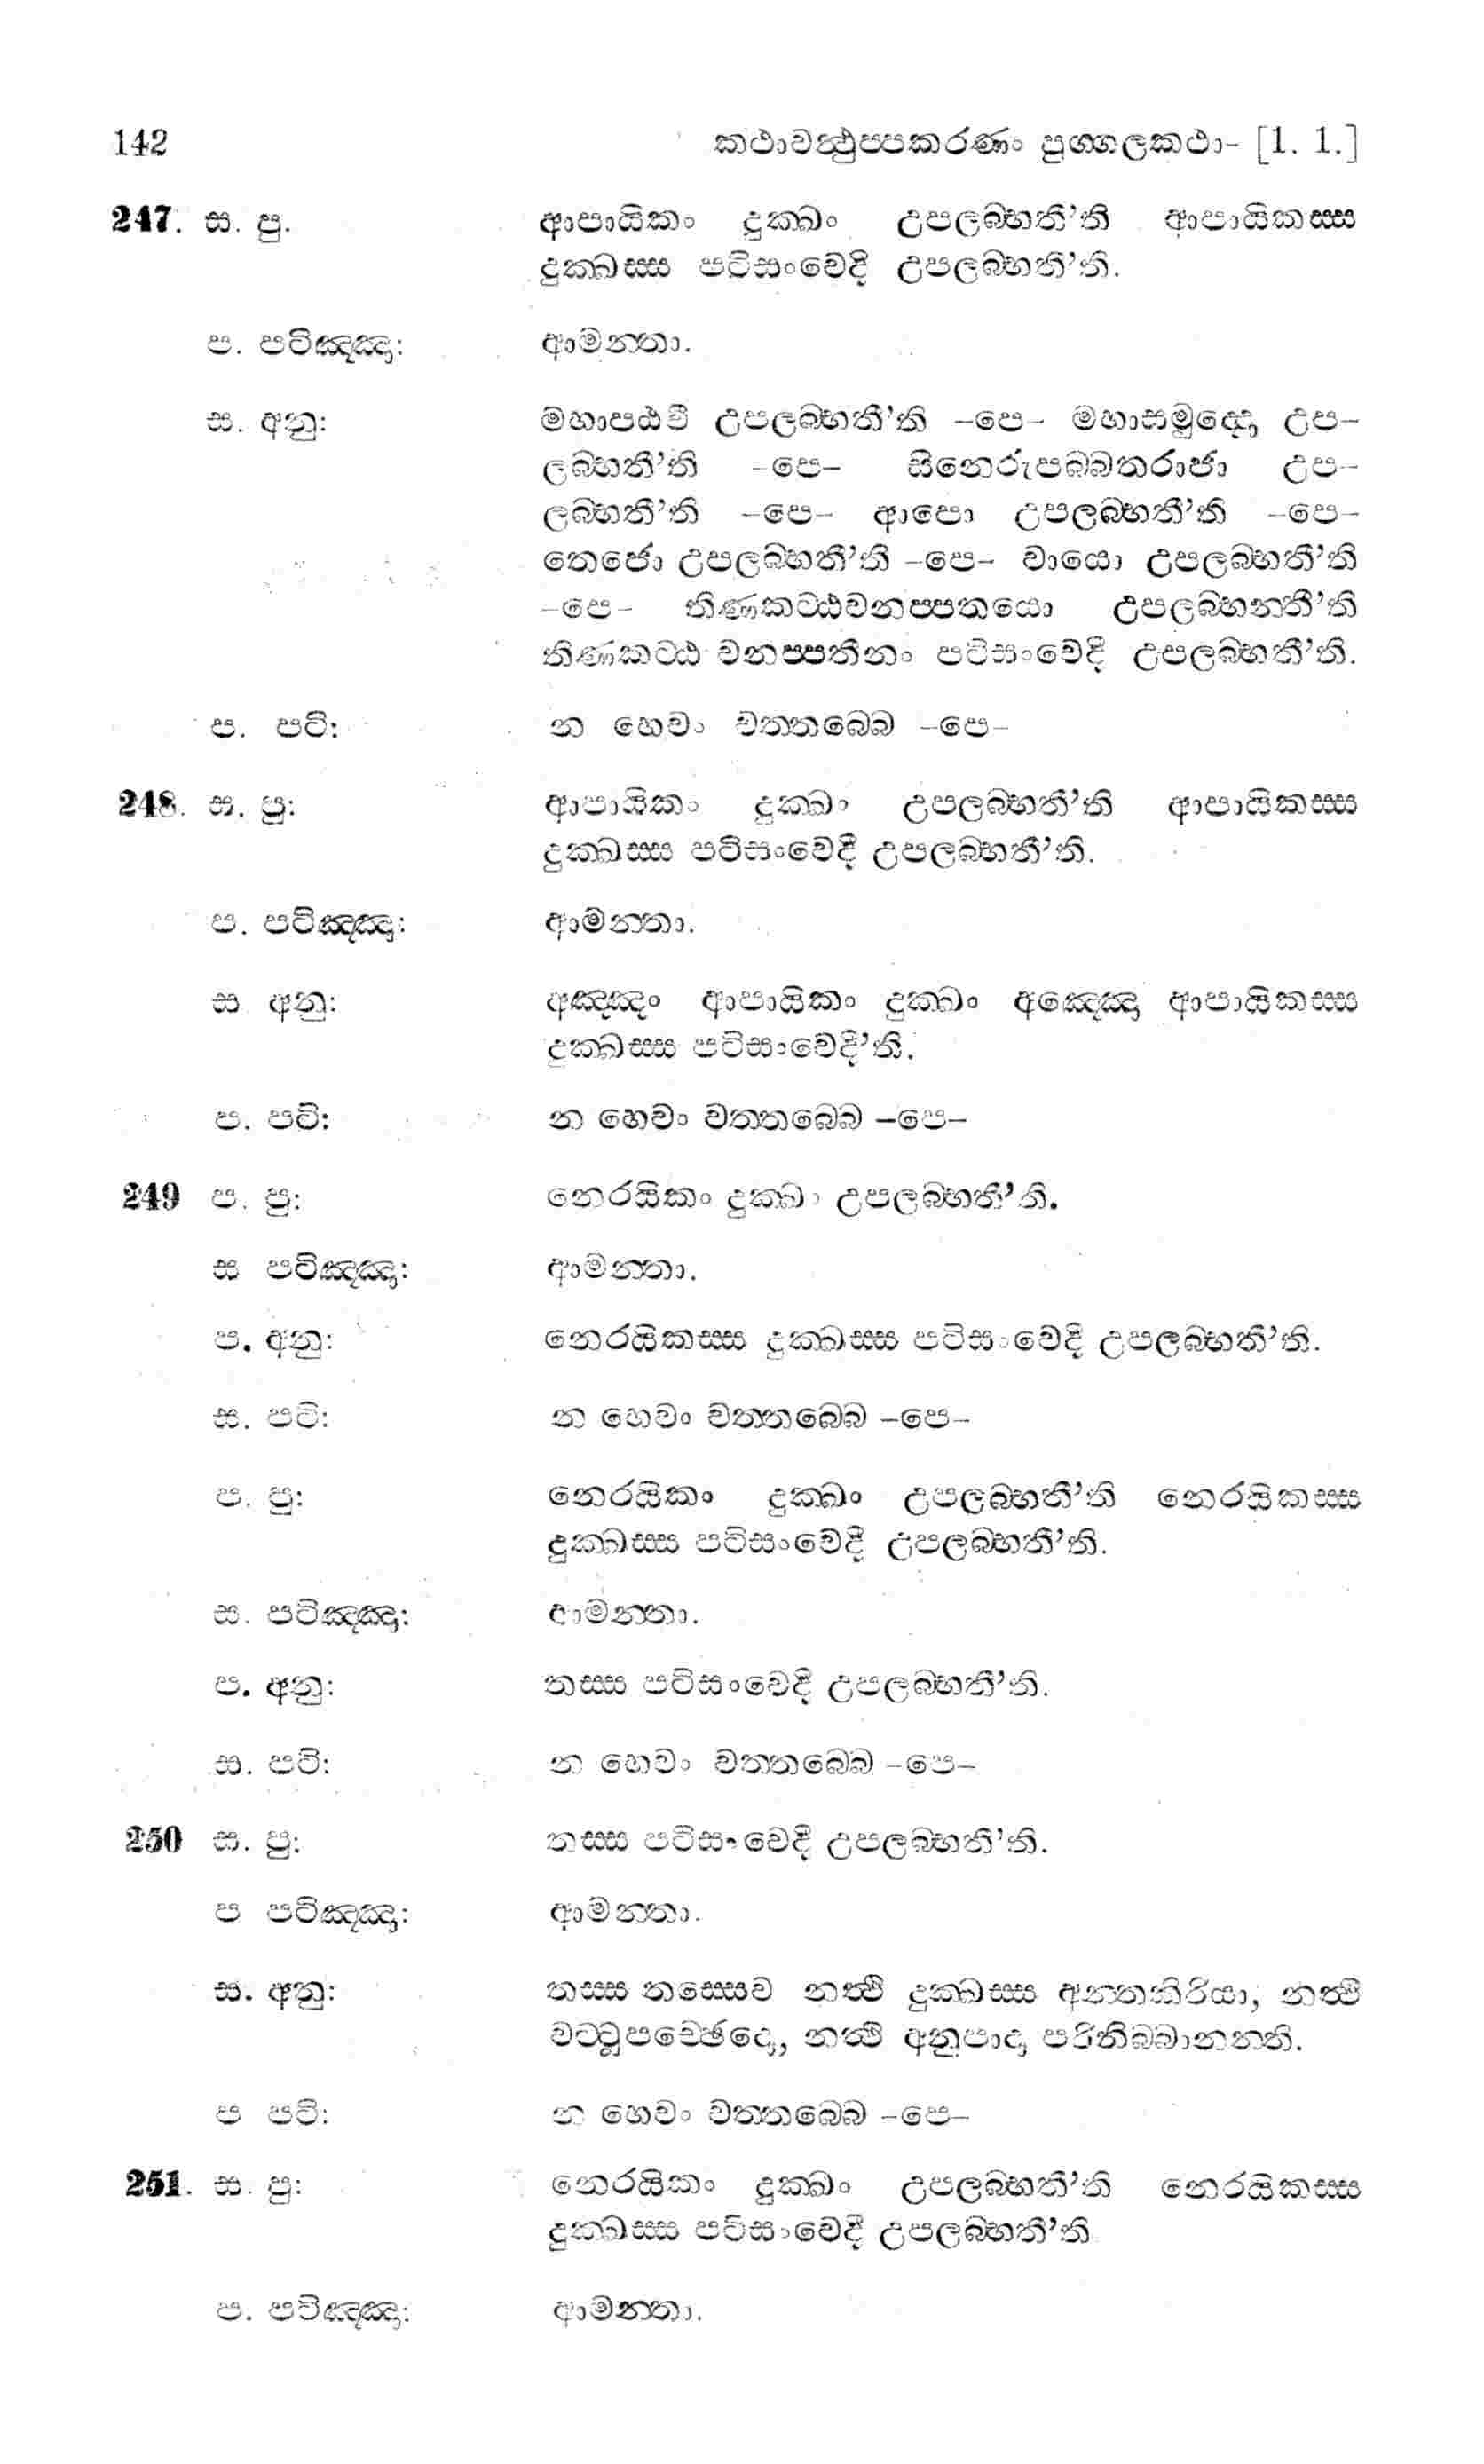 142 කථාවත්ථුප්පකරණං පුග්ගලකථා- [1. 1.]
247. ස. පු. ආපායිකං දුක්ඛං උපලබ්භතී’ති ආපායිකස්ස
දුක්ඛස්ස පටිසංවෙදි උපලබ්භතී’ති.
ප. පටිඤ්ඤා: ආමන්තා.
ස. අනු: මහාපඨවී උපලබ්භතී’ති –පෙ– මහාසමුද්දො උප–
ලබ්භතී’ති –පෙ– සිනෙරුපබ්බතරාජා උප–
ලබ්භතී’ති –පෙ– ආපො උපලබ්භතී’ති –පෙ–
තෙජො උපලබ්භතී’ති –පෙ– වායො උපලබ්භතී’ති
–පෙ– තිණකට්ඨවනප්පතයො උපලබ්භන්තී’ති
තිණකට්ඨ වනප්පතීනං පටිසංවෙදී උපලබ්භතී’ති.
ප. පටි: න හෙවං වත්තබ්බෙ –පෙ–
248. ස. පු: ආපායිකං දුක්ඛං උපලබ්භතී’ති ආපායිකස්ස
දුක්ඛස්ස පටිසංවෙදී උපලබ්භතී’ති.
ප. පටිඤ්ඤා: ආමන්තා.
ස අනු: අඤ්ඤං ආපායිකං දුක්ඛං අඤ්ඤො ආපායිකස්ස
දුක්ඛස්ස පටිසංවෙදී’ති.
ප. පටි: න හෙවං වත්තබ්බෙ –පෙ–
249 ප. පු: නෙරයිකං දුක්ඛං උපලබ්භතී’ති.
ස පටිඤ්ඤා: ආමන්තා.
ප. අනු: නෙරයිකස්ස දුක්ඛස්ස පටිසංවෙදී උපලබ්භතී’ති.
ස. පටි: න හෙවං වත්තබ්බෙ –පෙ–
ප. පු: නෙරයිකං දුක්ඛං උපලබ්භතී’ති නෙරයිකස්ස
දුක්ඛස්ස පටිසංවෙදී උපලබ්භතී’ති.
ස. පටිඤ්ඤා: ආමන්තා.
ප. අනු: තස්ස පටිසංවෙදී උපලබ්භතී’ති.
ස. පටි: න හෙවං වත්තබ්බෙ –පෙ–
250 ස. පු: තස්ස පටිසංවෙදී උපලබ්භතී’ති.
ප පටිඤ්ඤා: ආමන්තා.
ස. අනු: තස්ස තස්සෙව නත්ථි දුක්ඛස්ස අන්තකිරියා, නත්ථි
වට්ටුපච්ඡෙදො, නත්ථි අනුපාදා පරිනිබ්බානන්ති.
ප පටි: න හෙවං වත්තබ්බෙ –පෙ–
251. ස. පු: නෙරයිකං දුක්ඛං උපලබ්භතී’ති නෙරයිකස්ස
දුක්ඛස්ස පටිසංවෙදී උපලබ්භතී’ති
ප. පටිඤ්ඤා: ආමන්තා.